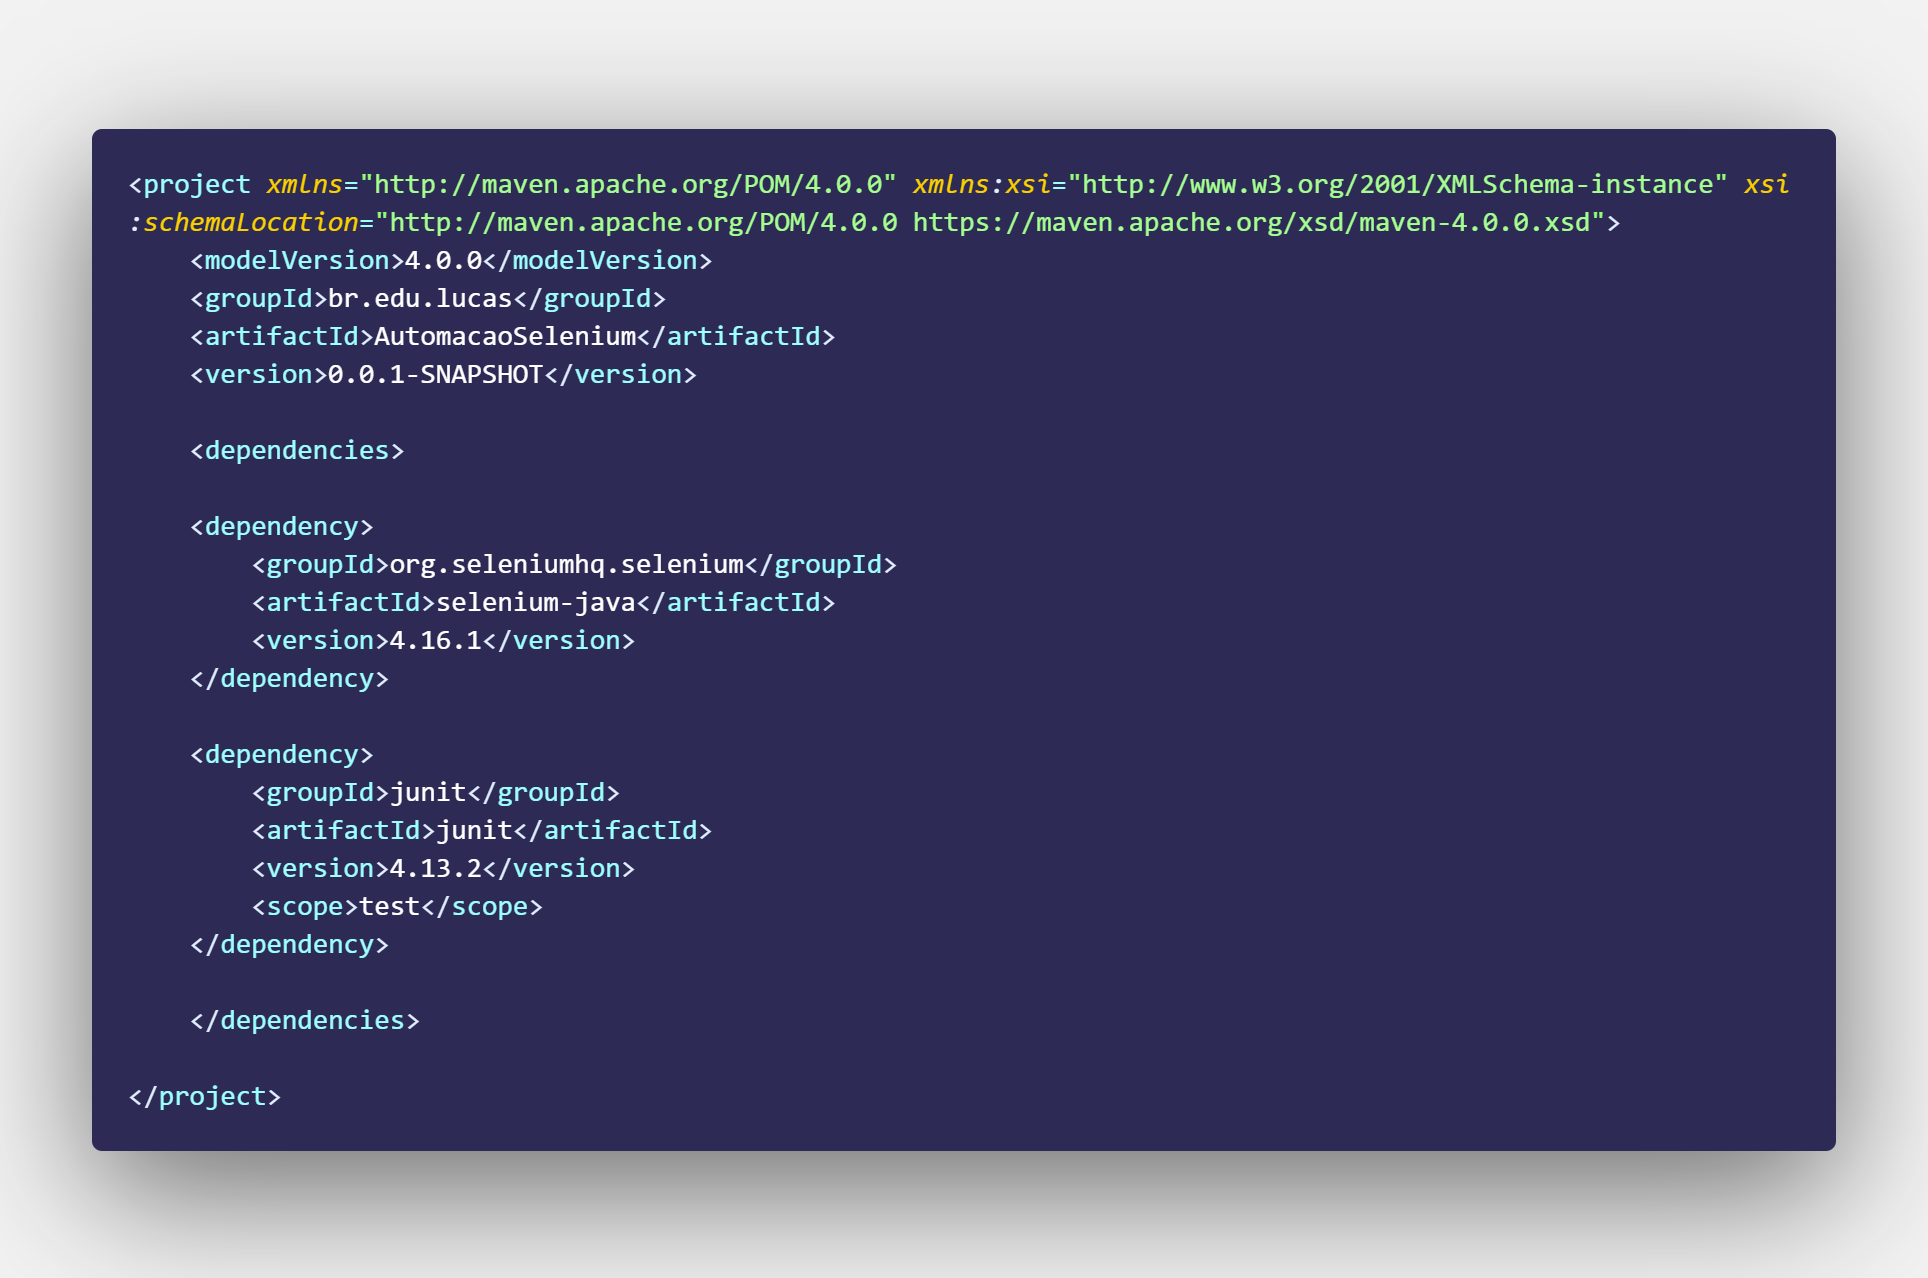 <project xmlns="http://maven.apache.org/POM/4.0.0" xmlns:xsi="http://www.w3.org/2001/XMLSchema-instance" xsi
:schemaLocation="http://maven.apache.org/POM/4.0.0 https://maven.apache.org/xsd/maven-4.0.0.xsd">
    <modelVersion>4.0.0</modelVersion>
    <groupId>br.edu.lucas</groupId>
    <artifactId>AutomacaoSelenium</artifactId>
    <version>0.0.1-SNAPSHOT</version>

    <dependencies>

    <dependency>
        <groupId>org.seleniumhq.selenium</groupId>
        <artifactId>selenium-java</artifactId>
        <version>4.16.1</version>
    </dependency>

    <dependency>
        <groupId>junit</groupId>
        <artifactId>junit</artifactId>
        <version>4.13.2</version>
        <scope>test</scope>
    </dependency>

    </dependencies>

</project>